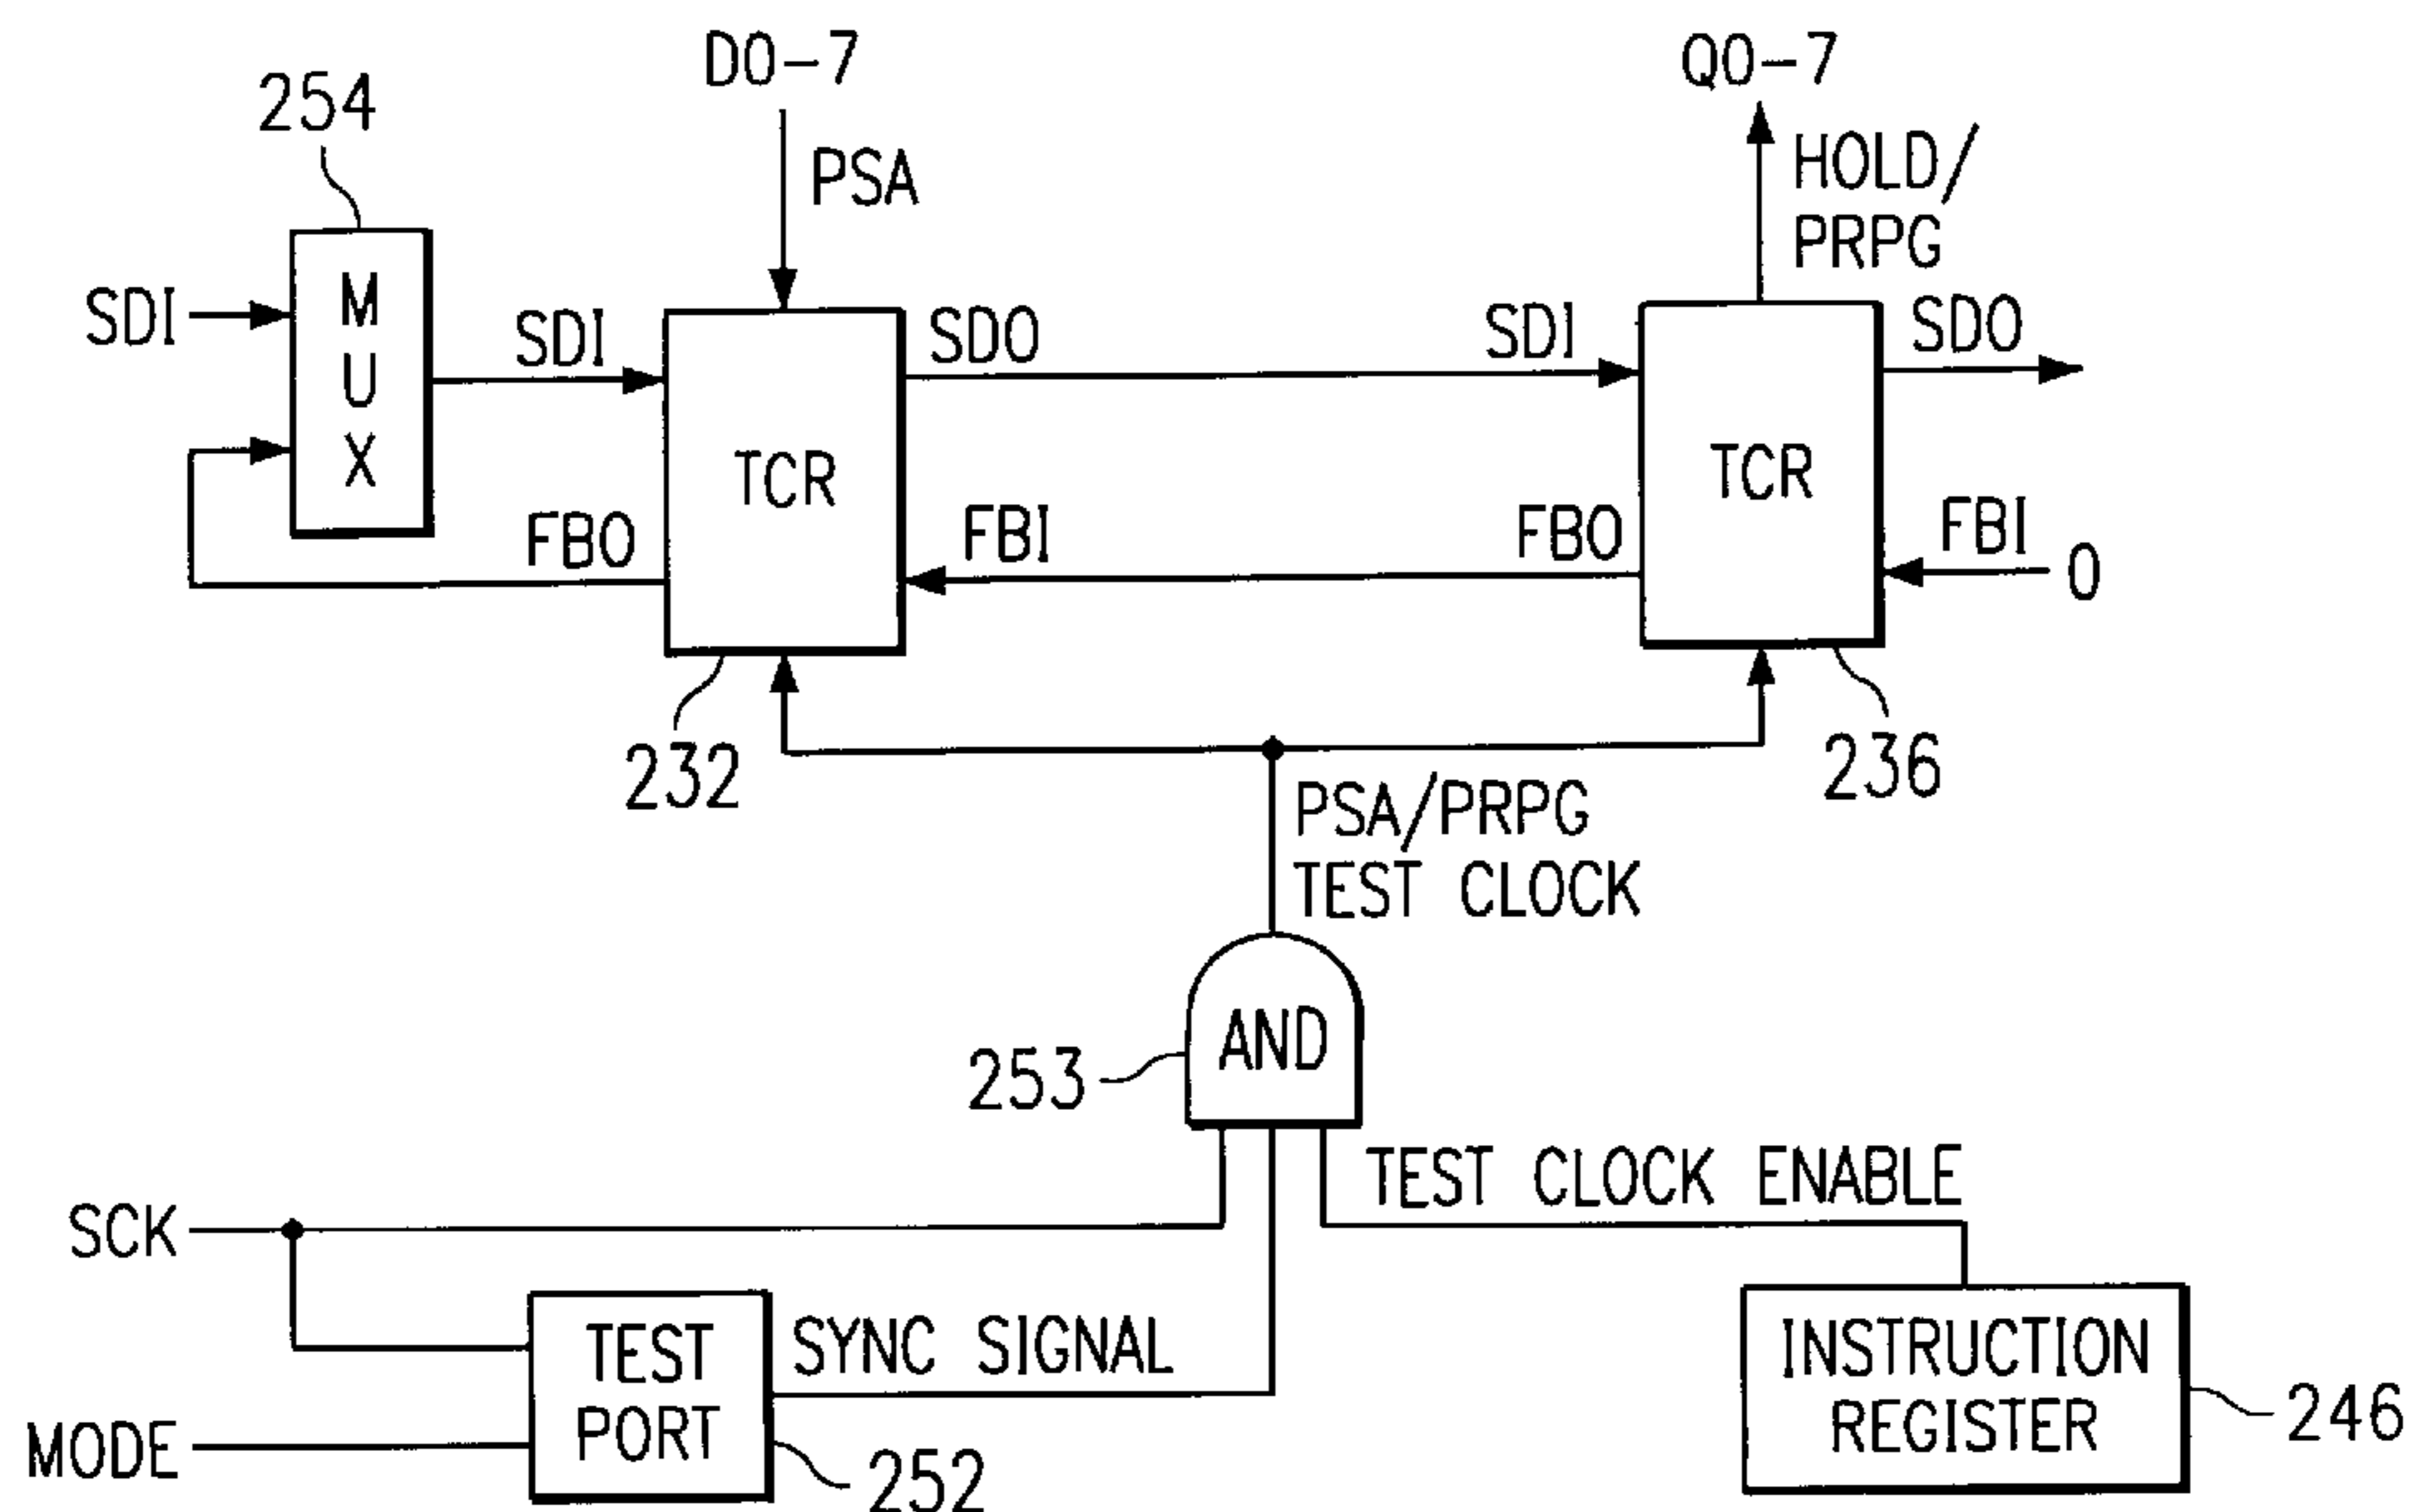 D0-7
Q0-7
254
PSA
HOLD/
PRPG
MUX
SDI
SDI
SDO
SDI
SDO
TCR
TCR
FBO
FBI
FBO
FBI
0
232
236
PSA/PRPG
TEST CLOCK
AND
253
TEST CLOCK ENABLE
SCK
TEST
PORT
SYNC SIGNAL
INSTRUCTION
REGISTER
246
MODE
252